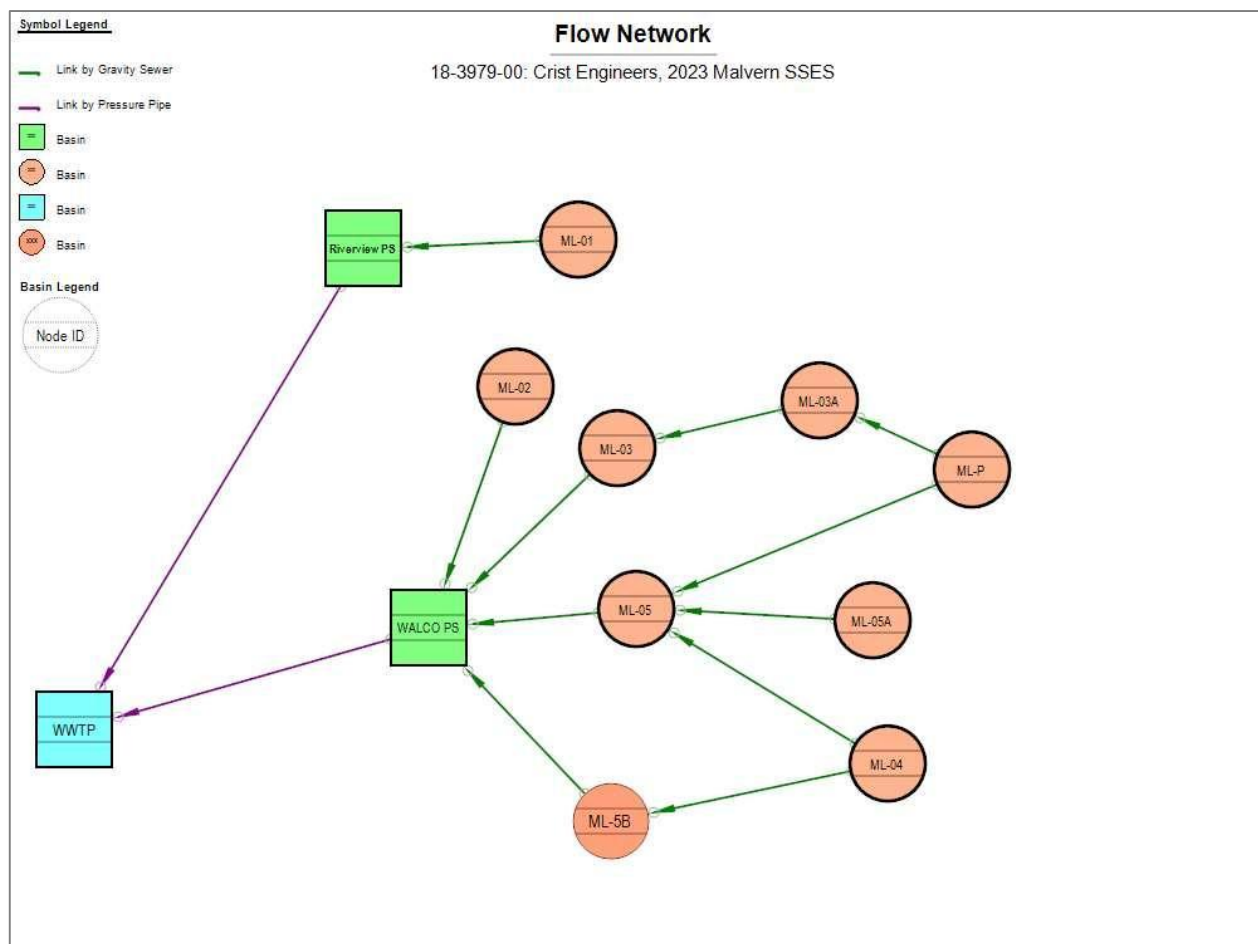 Symbol Legend
Flow Network
18-3979-00: Crist Engineers, 2023 Malvern SSES
Link by Gravity Sewer
Link by Pressure Pipe
Basin
Basin
Basin
xxx Basin
Basin Legend
Node ID
Riverview PS
ML-01
ML-02
ML-03
ML-03A
ML-P
WALCO PS
ML-05
ML-05A
WWTP
ML-04
ML-5B